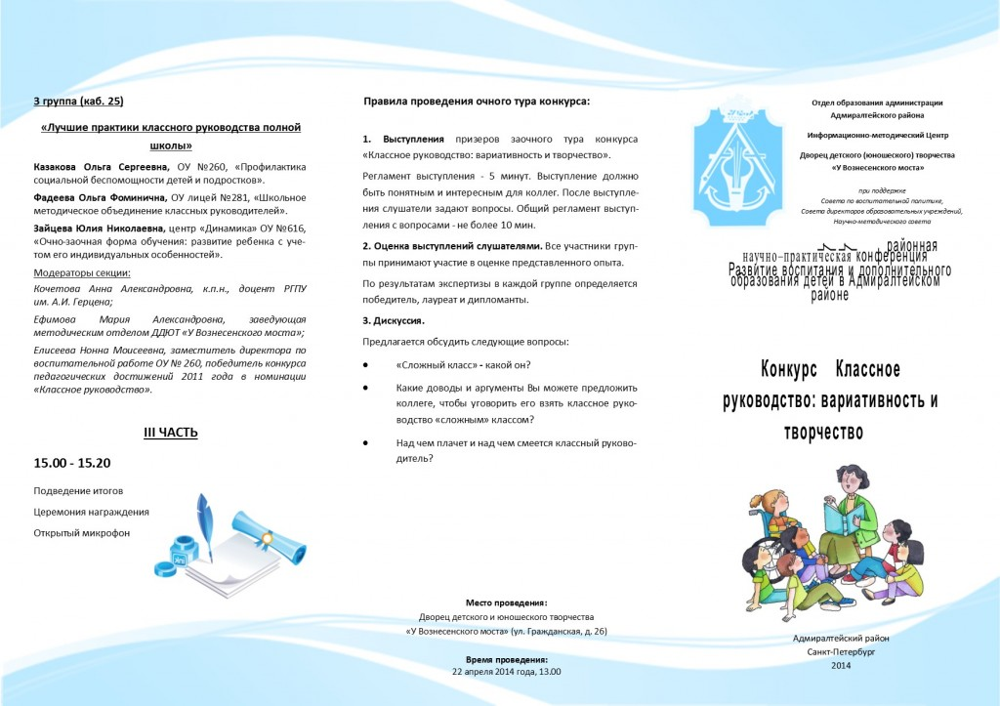 3 группа (каб. 25)
«Лучшие практики классного руководства полной
школы»
Казакова Ольга Сергеевна, ОУ №260, «Профилактика
социальной беспомощности детей и подростков».
Фадеева Ольга Фоминична, ОУ лицей №281, «Школьное
методическое объединение классных руководителей».
Зайцева Юлия Николаевна, центр «Динамика» ОУ №616,
«Очно-заочная форма обучения: развитие ребенка с уче-
том его индивидуальных особенностей».
Модераторы секции:
Кочетова Анна Александровна, к.п.н., доцент РГПУ
им. А.И. Герцена;
Ефимова Мария Александровна, заведующая
методическим отделом ДДЮТ «У Вознесенского моста»;
Елисеева Нонна Моисеевна, заместитель директора по
воспитательной работе ОУ № 260, победитель конкурса
педагогических достижений 2011 года в номинации
«Классное руководство».
III ЧАСТЬ
15.00 - 15.20
Подведение итогов
Церемония награждения
Открытый микрофон
Правила проведения очного тура конкурса:
1. Выступления призеров заочного тура конкурса
«Классное руководство: вариативность и творчество».
Регламент выступления - 5 минут. Выступление должно
быть понятным и интересным для коллег. После выступле-
ния слушатели задают вопросы. Общий регламент выступ-
ления с вопросами - не более 10 мин.
2. Оценка выступлений слушателями. Все участники груп-
пы принимают участие в оценке представленного опыта.
По результатам экспертизы в каждой группе определяется
победитель, лауреат и дипломанты.
3. Дискуссия.
Предлагается обсудить следующие вопросы:
• «Сложный класс» - какой он?
• Какие доводы и аргументы Вы можете предложить
коллеге, чтобы уговорить его взять классное руко-
водство «сложным» классом?
• Над чем плачет и над чем смеется классный руково-
дитель?
Место проведения:
Дворец детского и юношеского творчества
«У Вознесенского моста» (ул. Гражданская, д. 26)
Время проведения:
22 апреля 2014 года, 13.00
Отдел образования администрации
Адмиралтейского района
Информационно-методический Центр
Дворец детского (юношеского) творчества
«У Вознесенского моста»
при поддержке
Совета по воспитательной политике,
Совета директоров образовательных учреждений,
Научно-методического совета
районная
научно-практическая конференция
Развитие воспитания и дополнительного
образования детей в Адмиралтейском
районе
Конкурс Классное
руководство: вариативность и
творчество
Адмиралтейский район
Санкт-Петербург
2014